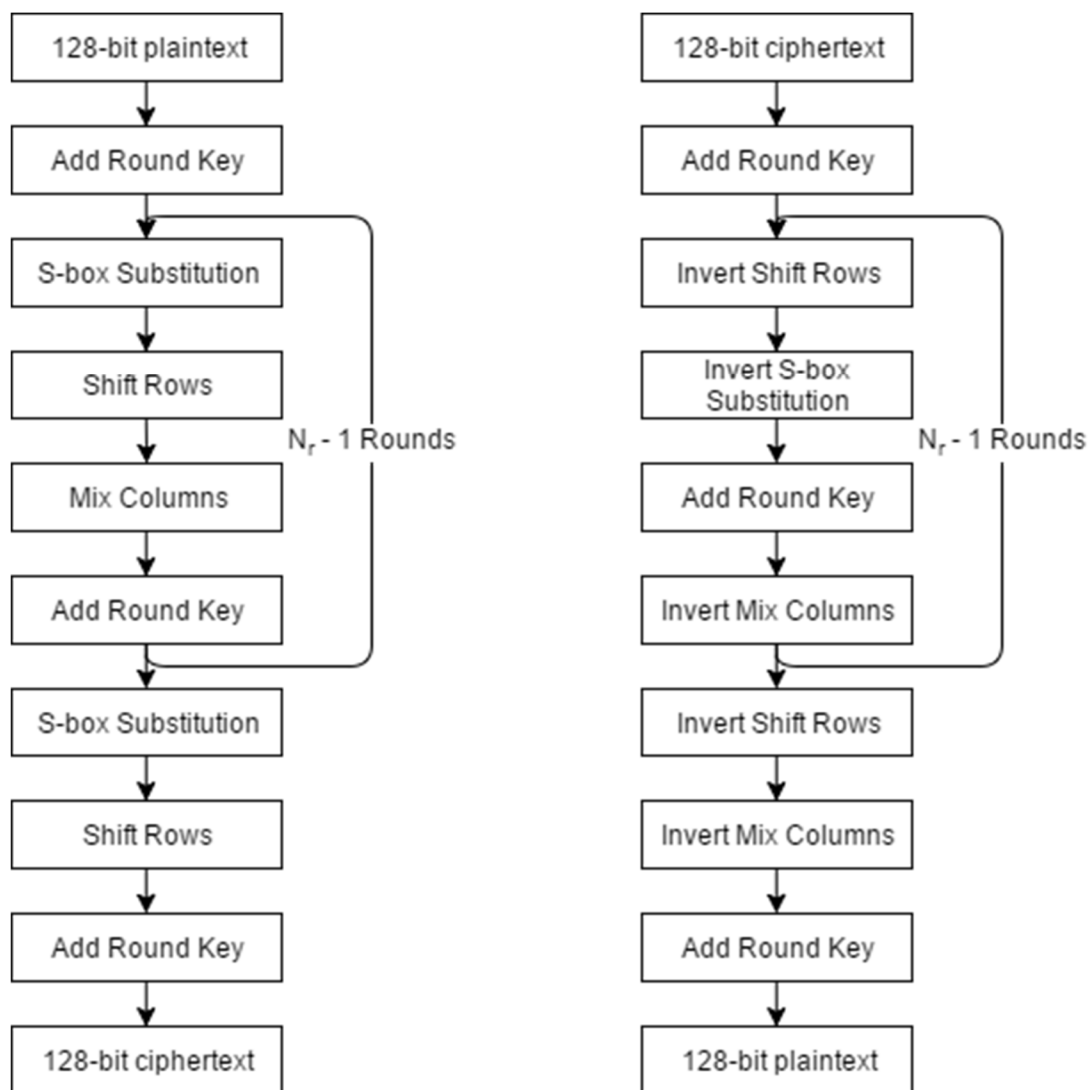 128-bit plaintext
Add Round Key
S-box Substitution
Shift Rows
Mix Columns
Add Round Key
N_r - 1 Rounds
S-box Substitution
Shift Rows
Add Round Key
128-bit ciphertext
128-bit ciphertext
Add Round Key
Invert Shift Rows
Invert S-box
Substitution
Add Round Key
Invert Mix Columns
N_r - 1 Rounds
Invert Shift Rows
Invert Mix Columns
Add Round Key
128-bit plaintext